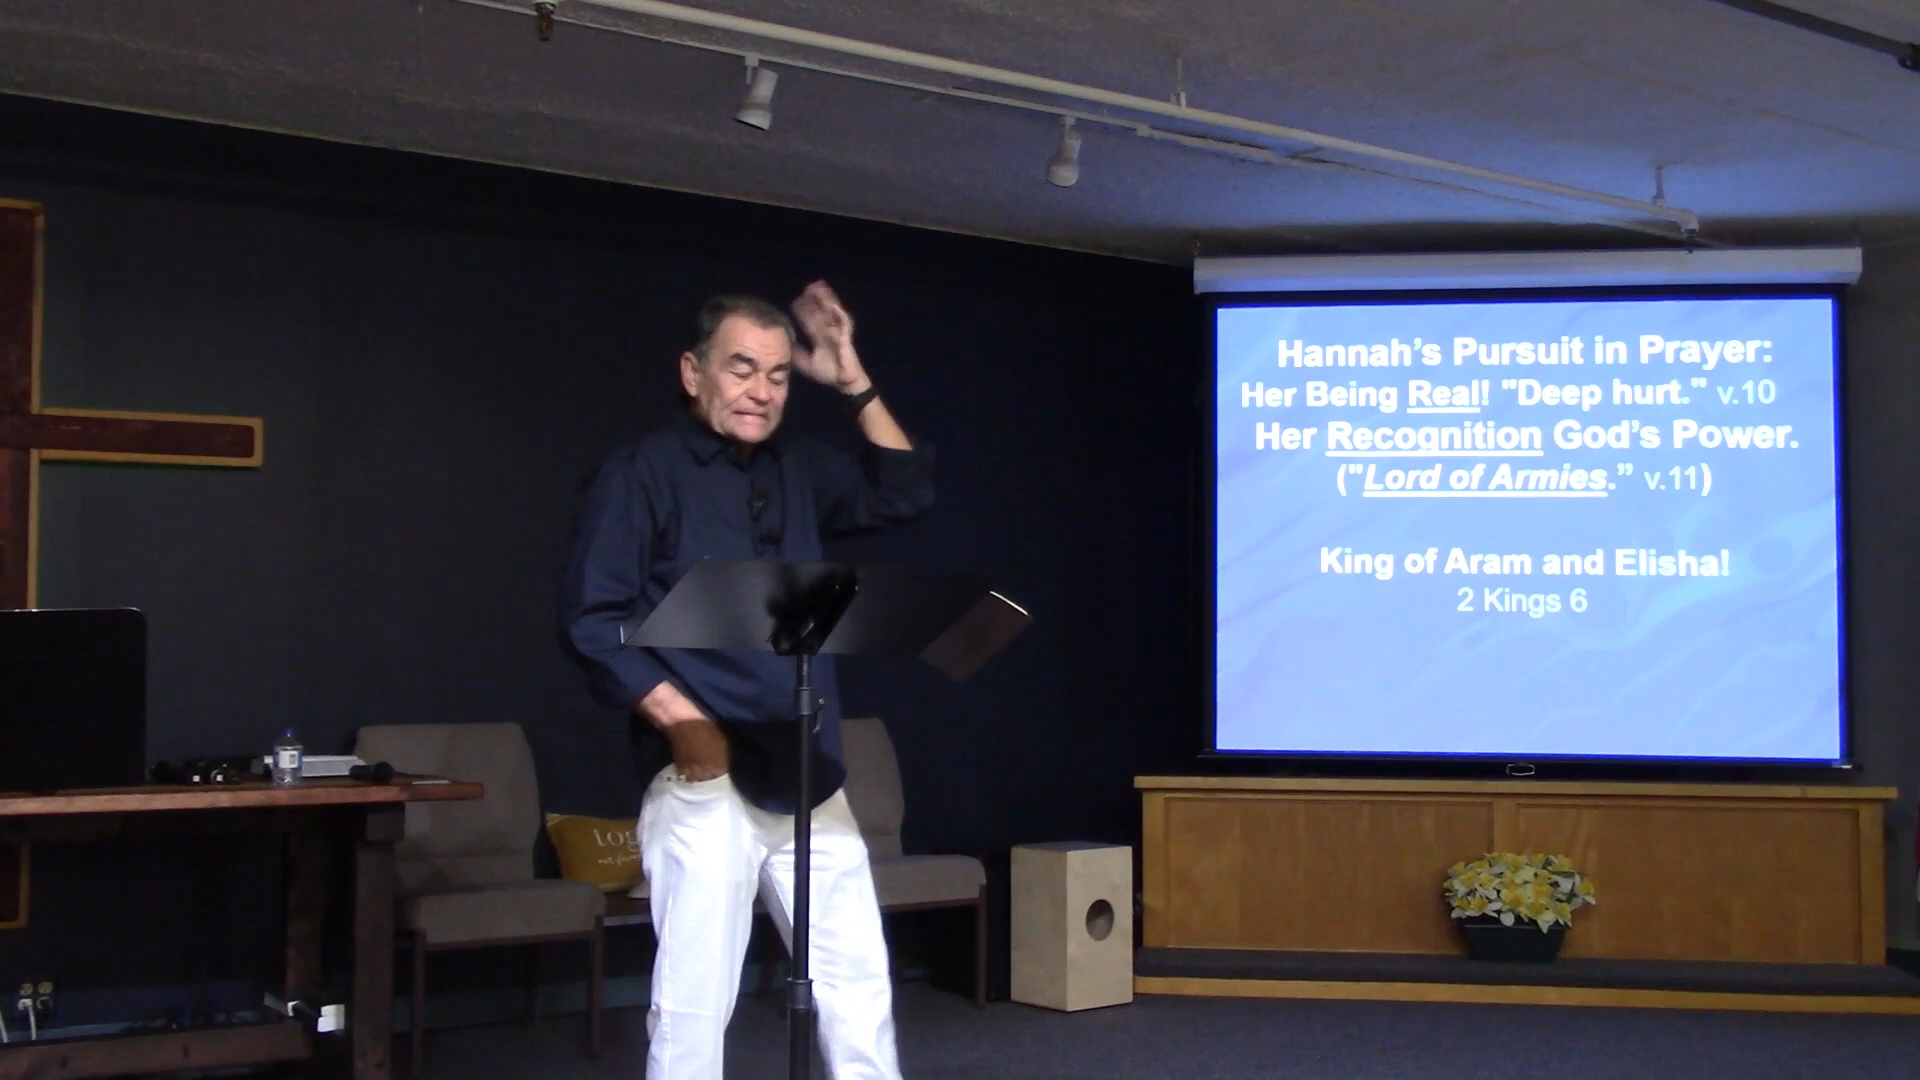 Hannah’s Pursuit in Prayer:
Her Being Real! "Deep hurt." v.10
Her Recognition God’s Power.
("Lord of Armies.” v.11)
King of Aram and Elisha!
2 Kings 6